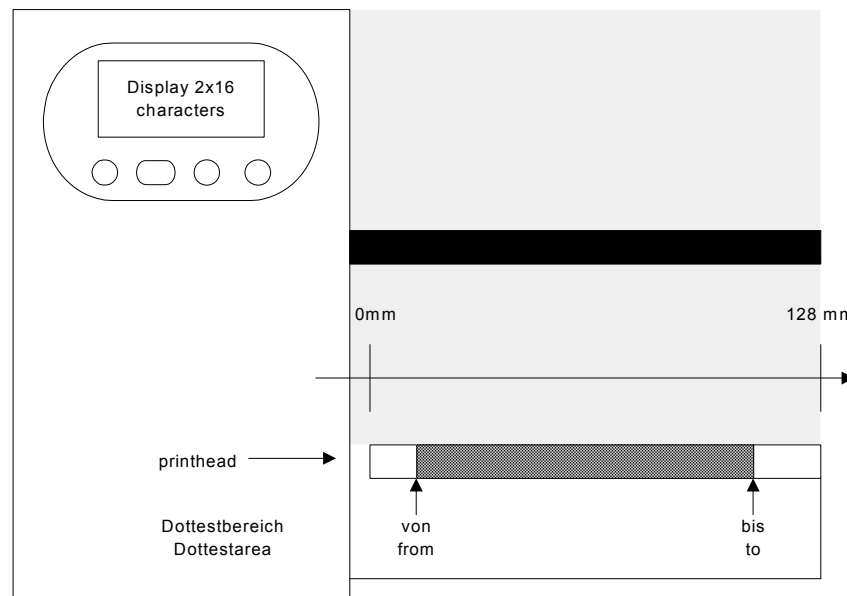 Display 2x16
characters
0mm
128 mm
printhead
Dottestbereich
Dottestarea
von
from
bis
to